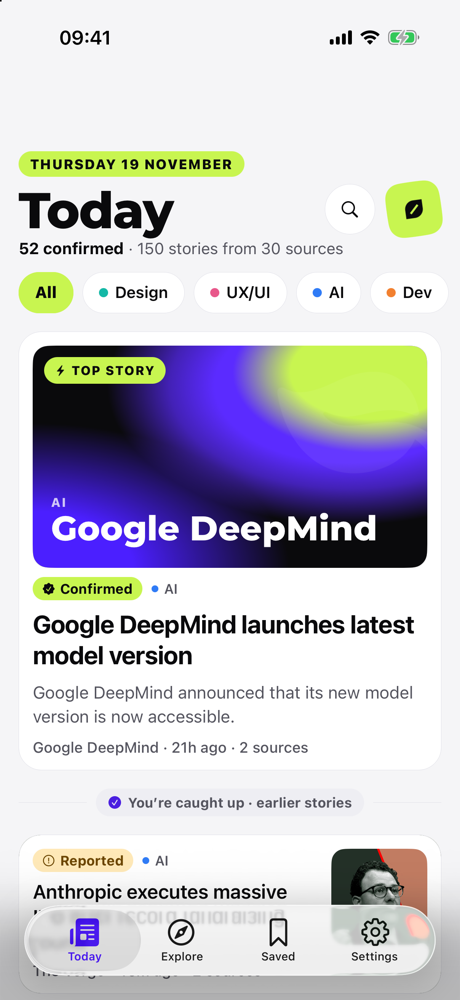 09:41
THURSDAY 19 NOVEMBER
Today
52 confirmed · 150 stories from 30 sources
All
Design
UX/UI
AI
Dev
TOP STORY
AI
Google DeepMind
Confirmed
AI
Google DeepMind launches latest
model version
Google DeepMind announced that its new model
version is now accessible.
Google DeepMind · 21h ago · 2 sources
You’re caught up · earlier stories
Reported
AI
Anthropic executes massive
Today
Explore
Saved
Settings